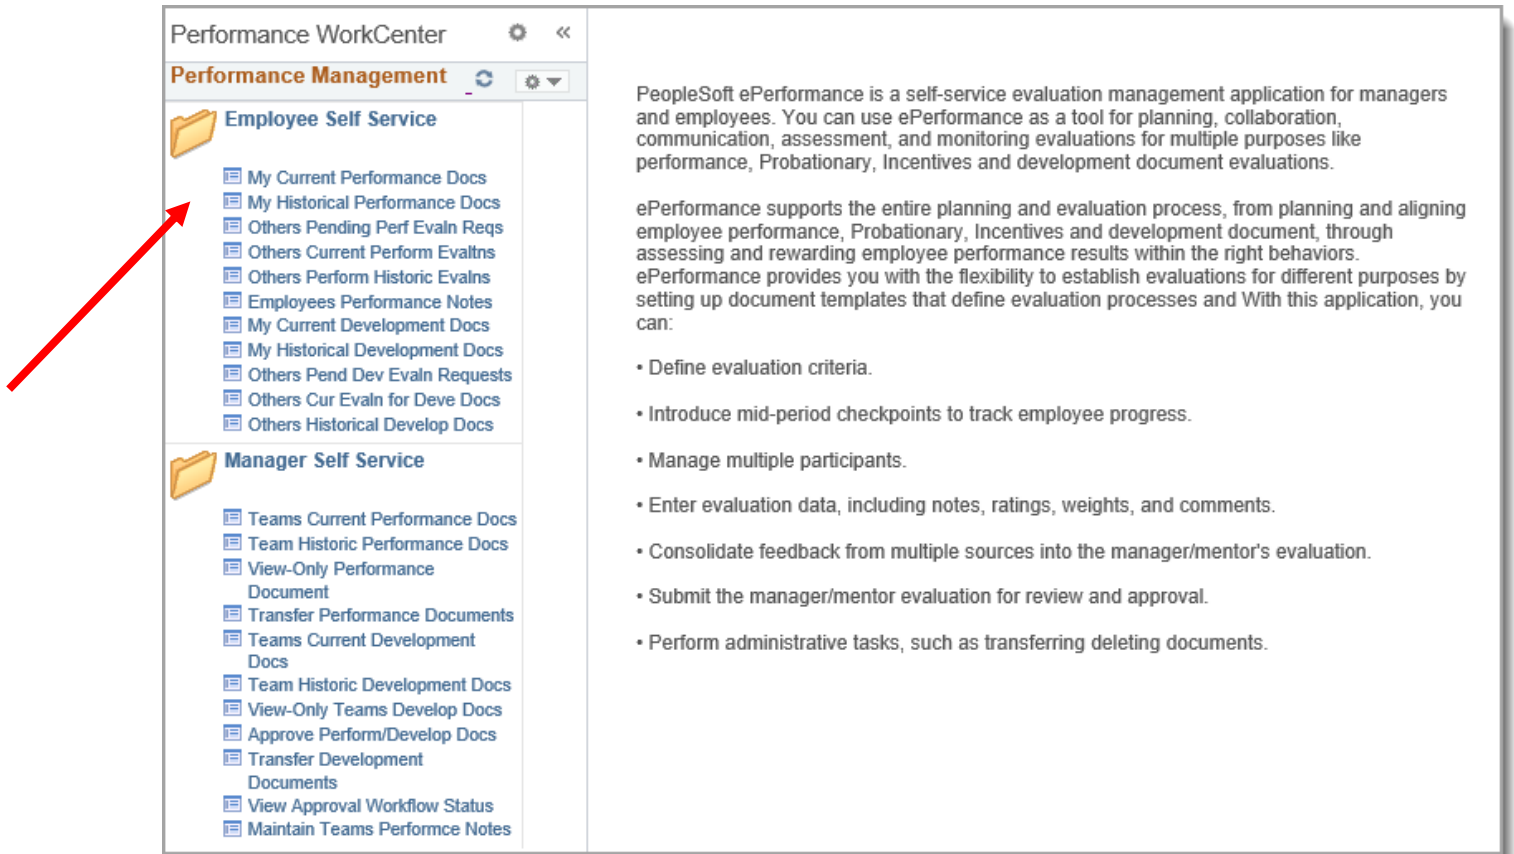 Performance WorkCenter
Performance Management
Employee Self Service
My Current Performance Docs
My Historical Performance Docs
Others Pending Perf Evaln Reqs
Others Current Perform Evaltns
Others Perform Historic Evalns
Employees Performance Notes
My Current Development Docs
My Historical Development Docs
Others Pend Dev Evaln Requests
Others Cur Evaln for Deve Docs
Others Historical Develop Docs
Manager Self Service
Teams Current Performance Docs
Team Historic Performance Docs
View-Only Performance
Document
Transfer Performance Documents
Teams Current Development
Docs
Team Historic Development Docs
View-Only Teams Develop Docs
Approve Perform/Develop Docs
Transfer Development
Documents
View Approval Workflow Status
Maintain Teams Performce Notes
PeopleSoft ePerformance is a self-service evaluation management application for managers
and employees. You can use ePerformance as a tool for planning, collaboration,
communication, assessment, and monitoring evaluations for multiple purposes like
performance, Probationary, Incentives and development document evaluations.
ePerformance supports the entire planning and evaluation process, from planning and aligning
employee performance, Probationary, Incentives and development document, through
assessing and rewarding employee performance results within the right behaviors.
ePerformance provides you with the flexibility to establish evaluations for different purposes by
setting up document templates that define evaluation processes and With this application, you
can:
• Define evaluation criteria.
• Introduce mid-period checkpoints to track employee progress.
• Manage multiple participants.
• Enter evaluation data, including notes, ratings, weights, and comments.
• Consolidate feedback from multiple sources into the manager/mentor's evaluation.
• Submit the manager/mentor evaluation for review and approval.
• Perform administrative tasks, such as transferring deleting documents.